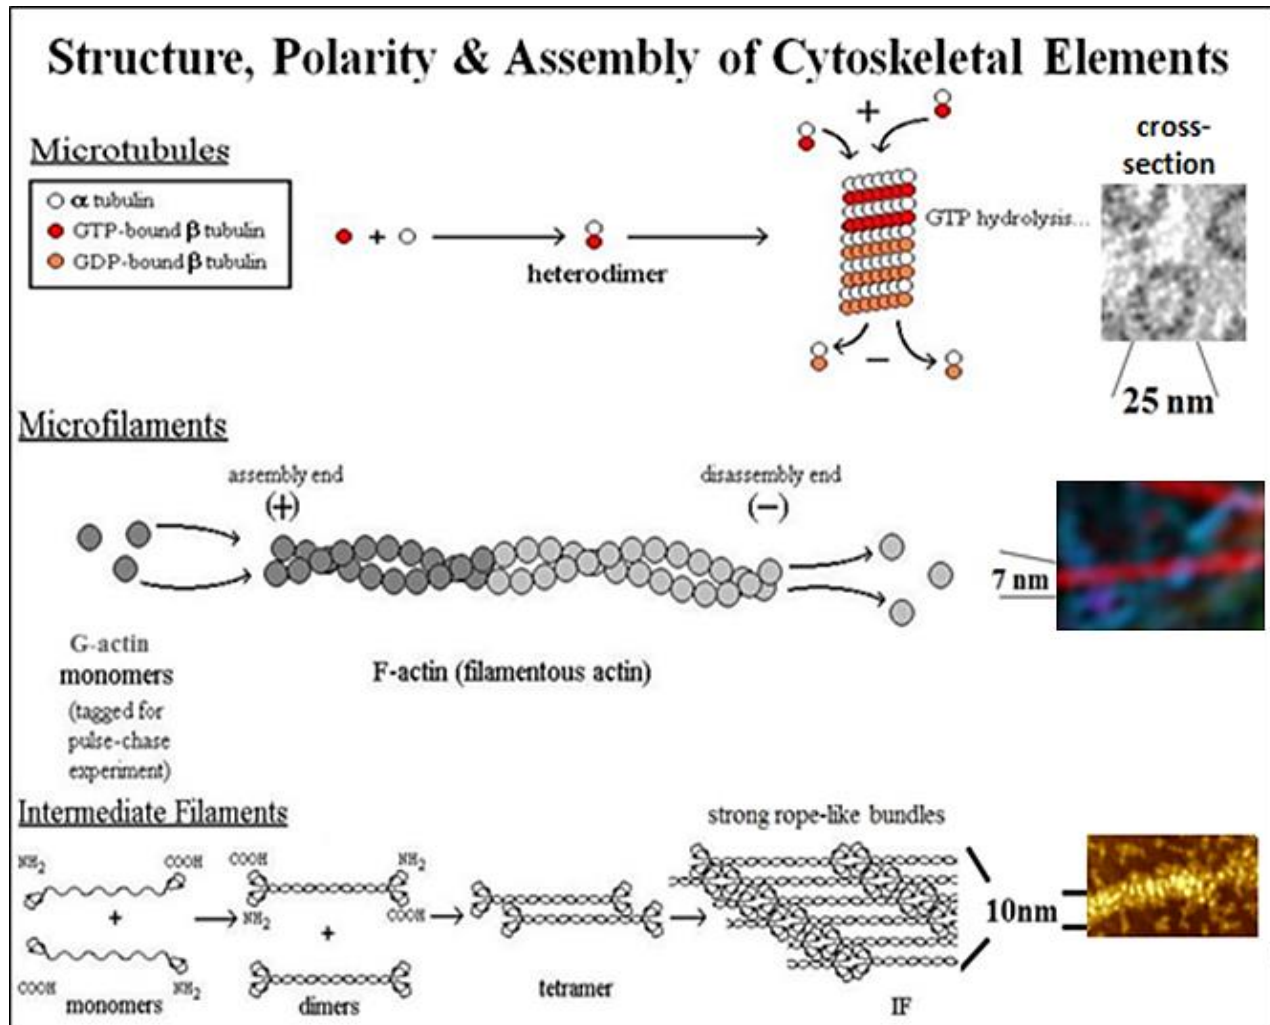 Structure, Polarity & Assembly of Cytoskeletal Elements
Microtubules
α tubulin
GTP-bound β tubulin
GDP-bound β tubulin
+
heterodimer
+
GTP hydrolysis...
−
cross-
section
25 nm
Microfilaments
assembly end
(+)
disassembly end
(−)
7 nm
G-actin
monomers
(tagged for
pulse-chase
experiment)
F-actin (filamentous actin)
Intermediate Filaments
NH2
COOH
+
COOH
NH2
monomers
COOH
NH2
NH2
COOH
+
dimers
tetramer
strong rope-like bundles
IF
10nm